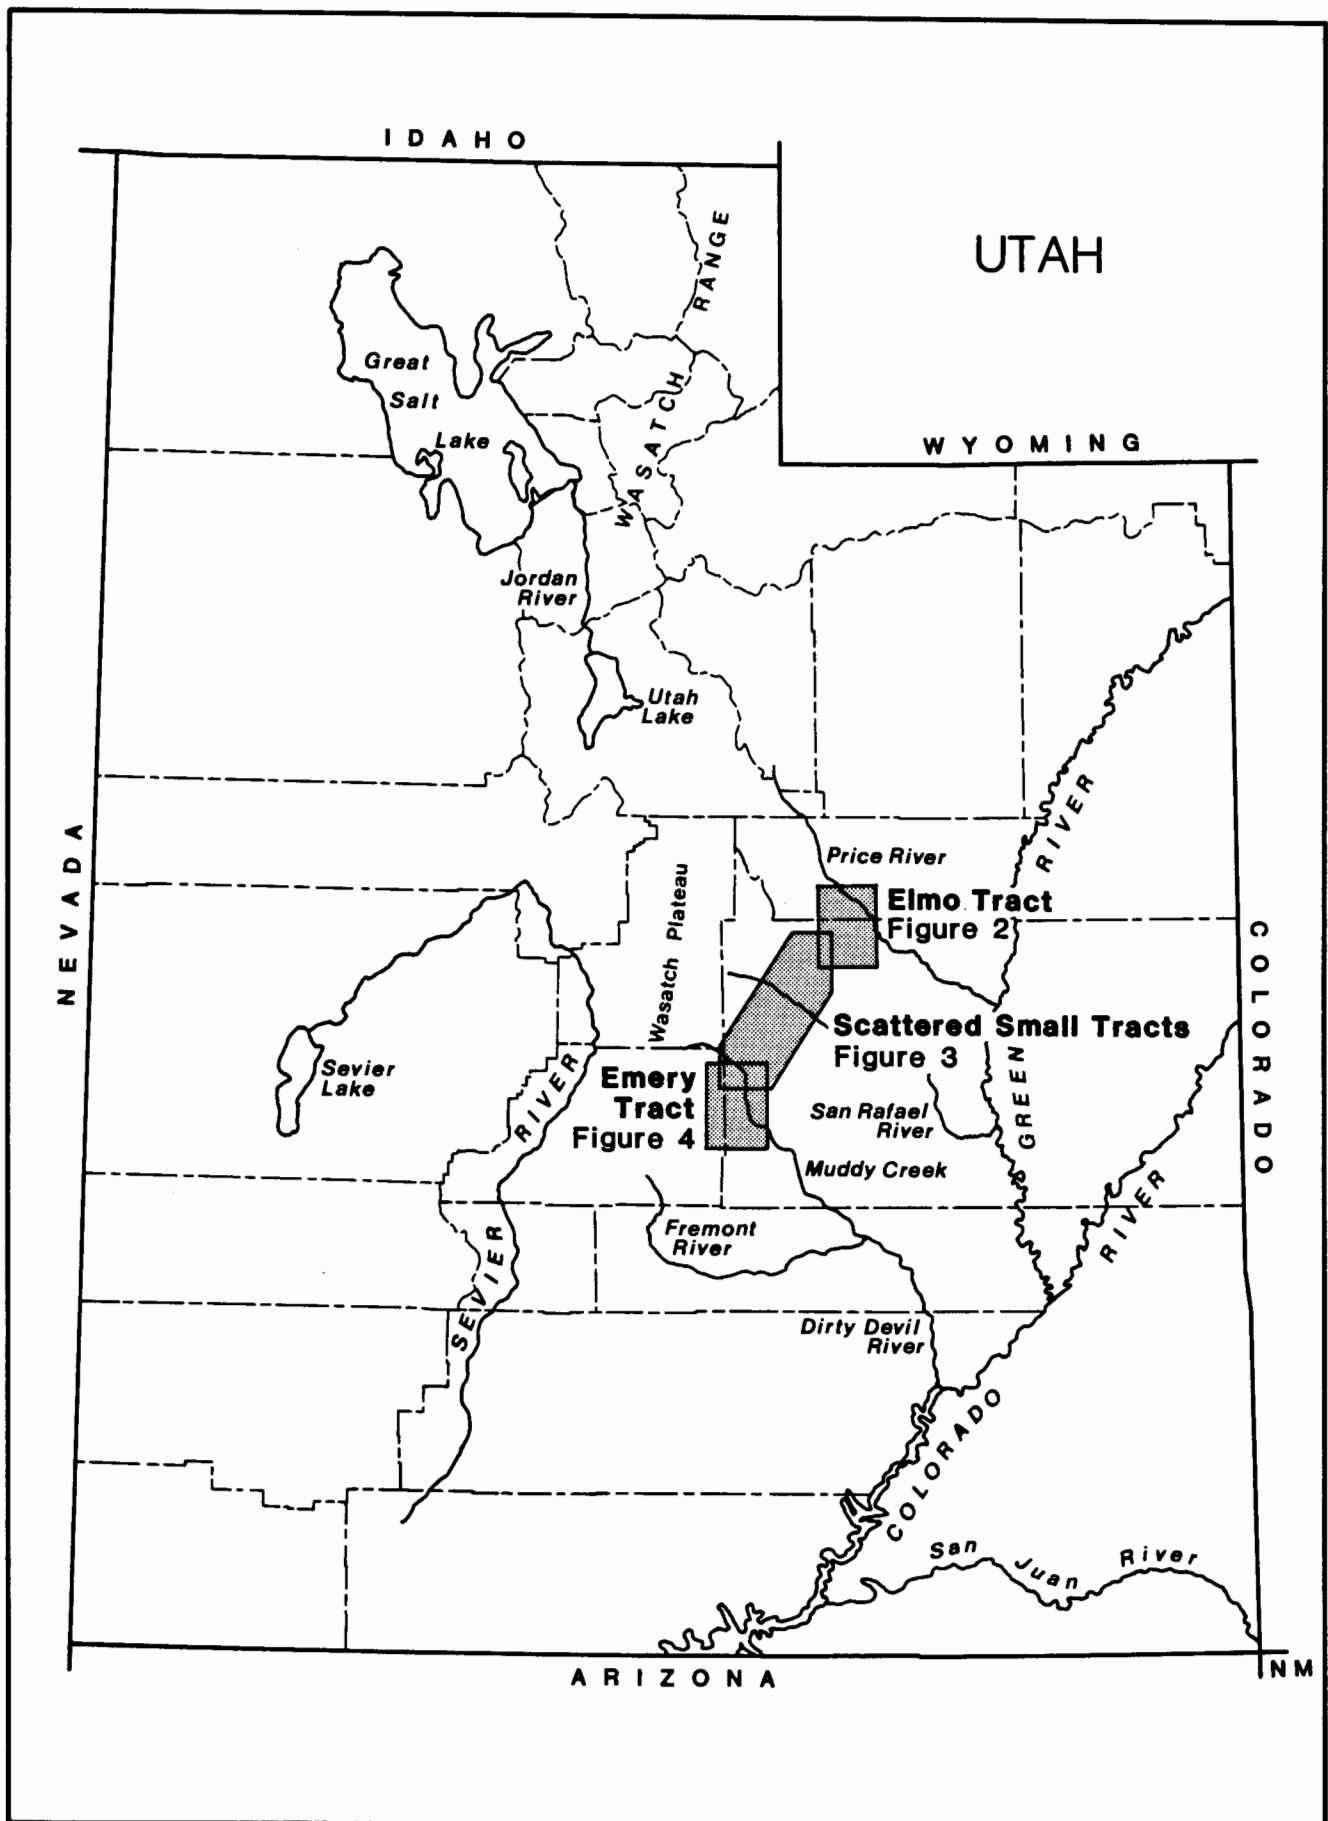 IDAHO
UTAH
WASATCH RANGE
Great
Salt
Lake
WYOMING
Jordan
River
Utah
Lake
NEVADA
Price River
GREEN RIVER
Elmo Tract
Figure 2
Wasatch Plateau
COLORADO
Scattered Small Tracts
Figure 3
Sevier
Lake
Emery
Tract
Figure 4
San Rafael
River
Muddy Creek
SEVIER RIVER
Fremont
River
Dirty Devil
River
COLORADO RIVER
San Juan River
ARIZONA
NM